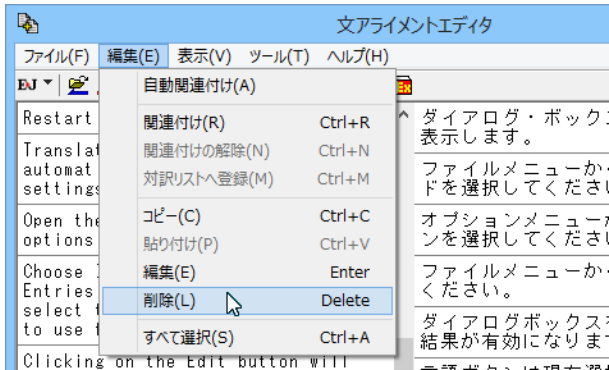 文アライメントエディタ
ファイル(F) 編集(E) 表示(V) ツール(T) ヘルプ(H)
EJ
自動関連付け(A)
関連付け(R) Ctrl+R
関連付けの解除(N) Ctrl+N
対訳リストへ登録(M) Ctrl+M
コピー(C) Ctrl+C
貼り付け(P) Ctrl+V
編集(E) Enter
削除(L) Delete
すべて選択(S) Ctrl+A
Restart
Translat
automat
settings
Open the
options
Choose
Entries
select
to use
Clicking on the Edit button will
ダイアログ・ボック
表示します。
ファイルメニューか
ドを選択してくださ
オプションメニュー
ンを選択してくださ
ファイルメニューか
ください。
ダイアログボックス
結果が有効になりま